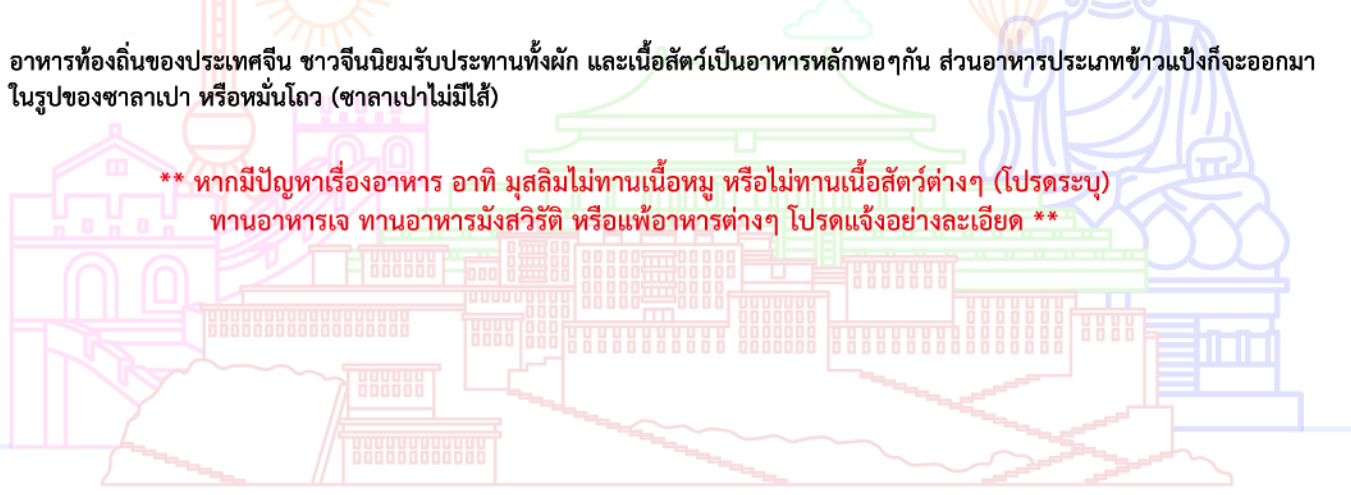 อาหารท้องถิ่นของประเทศจีน ชาวจีนนิยมรับประทานทั้งผัก และเนื้อสัตว์เป็นอาหารหลักพอๆกัน ส่วนอาหารประเภทข้าวแป้งก็จะออกมา
ในรูปของซาลาเปา หรือหมั่นโถว (ซาลาเปาไม่มีไส้)
** หากมีปัญหาเรื่องอาหาร อาทิ มุสลิมไม่ทานเนื้อหมู หรือไม่ทานเนื้อสัตว์ต่างๆ (โปรดระบุ)
ทานอาหารเจ ทานอาหารมังสวิรัติ หรือแพ้อาหารต่างๆ โปรดแจ้งอย่างละเอียด **